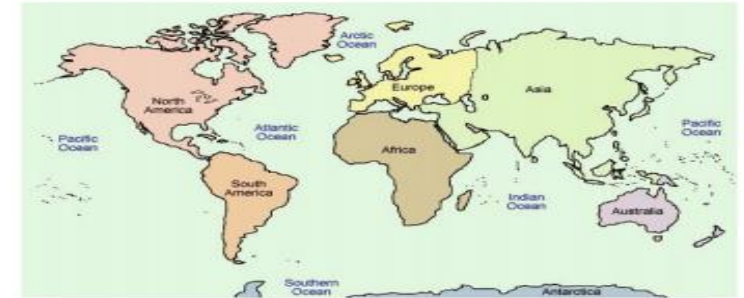 Arctic
Ocean
North
America
Europe
Asia
Pacific
Ocean
Atlantic
Ocean
Africa
Pacific
Ocean
South
America
Indian
Ocean
Australia
Southern
Ocean
Antarctica